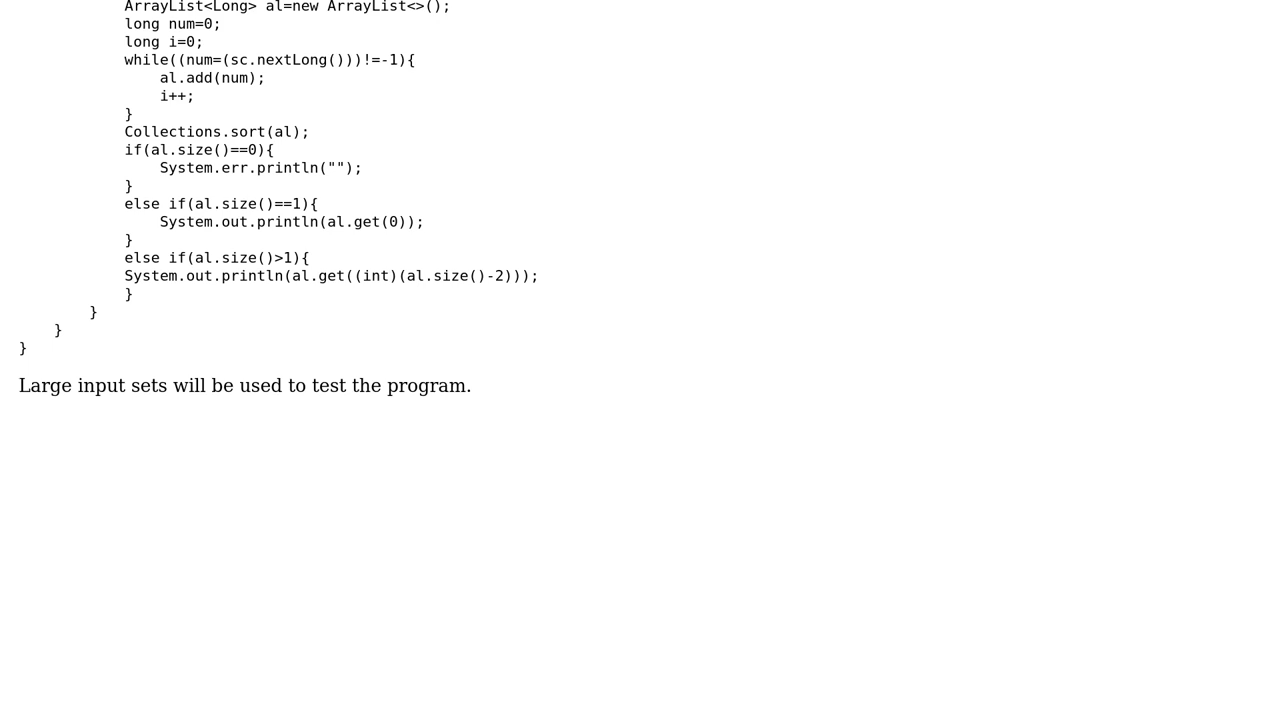 ArrayList<Long> al=new ArrayList<>();
long num=0;
long i=0;
while((num=(sc.nextLong()))!=-1){
al.add(num);
i++;
}
Collections.sort(al);
if(al.size()==0){
System.err.println("");
}
else if(al.size()==1){
System.out.println(al.get(0));
}
else if(al.size()>1){
System.out.println(al.get((int)(al.size()-2)));
}
}
}
}
Large input sets will be used to test the program.